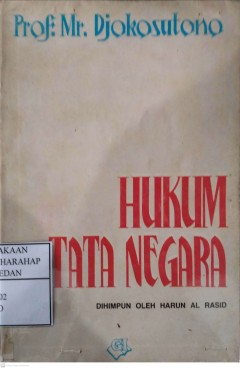 Prof. Mr. Djokosutono
HUKUM
TATA NEGARA
DIHIMPUN OLEH HARUN AL RASID
AKAAN
HARAHAP
EDAN
02
O